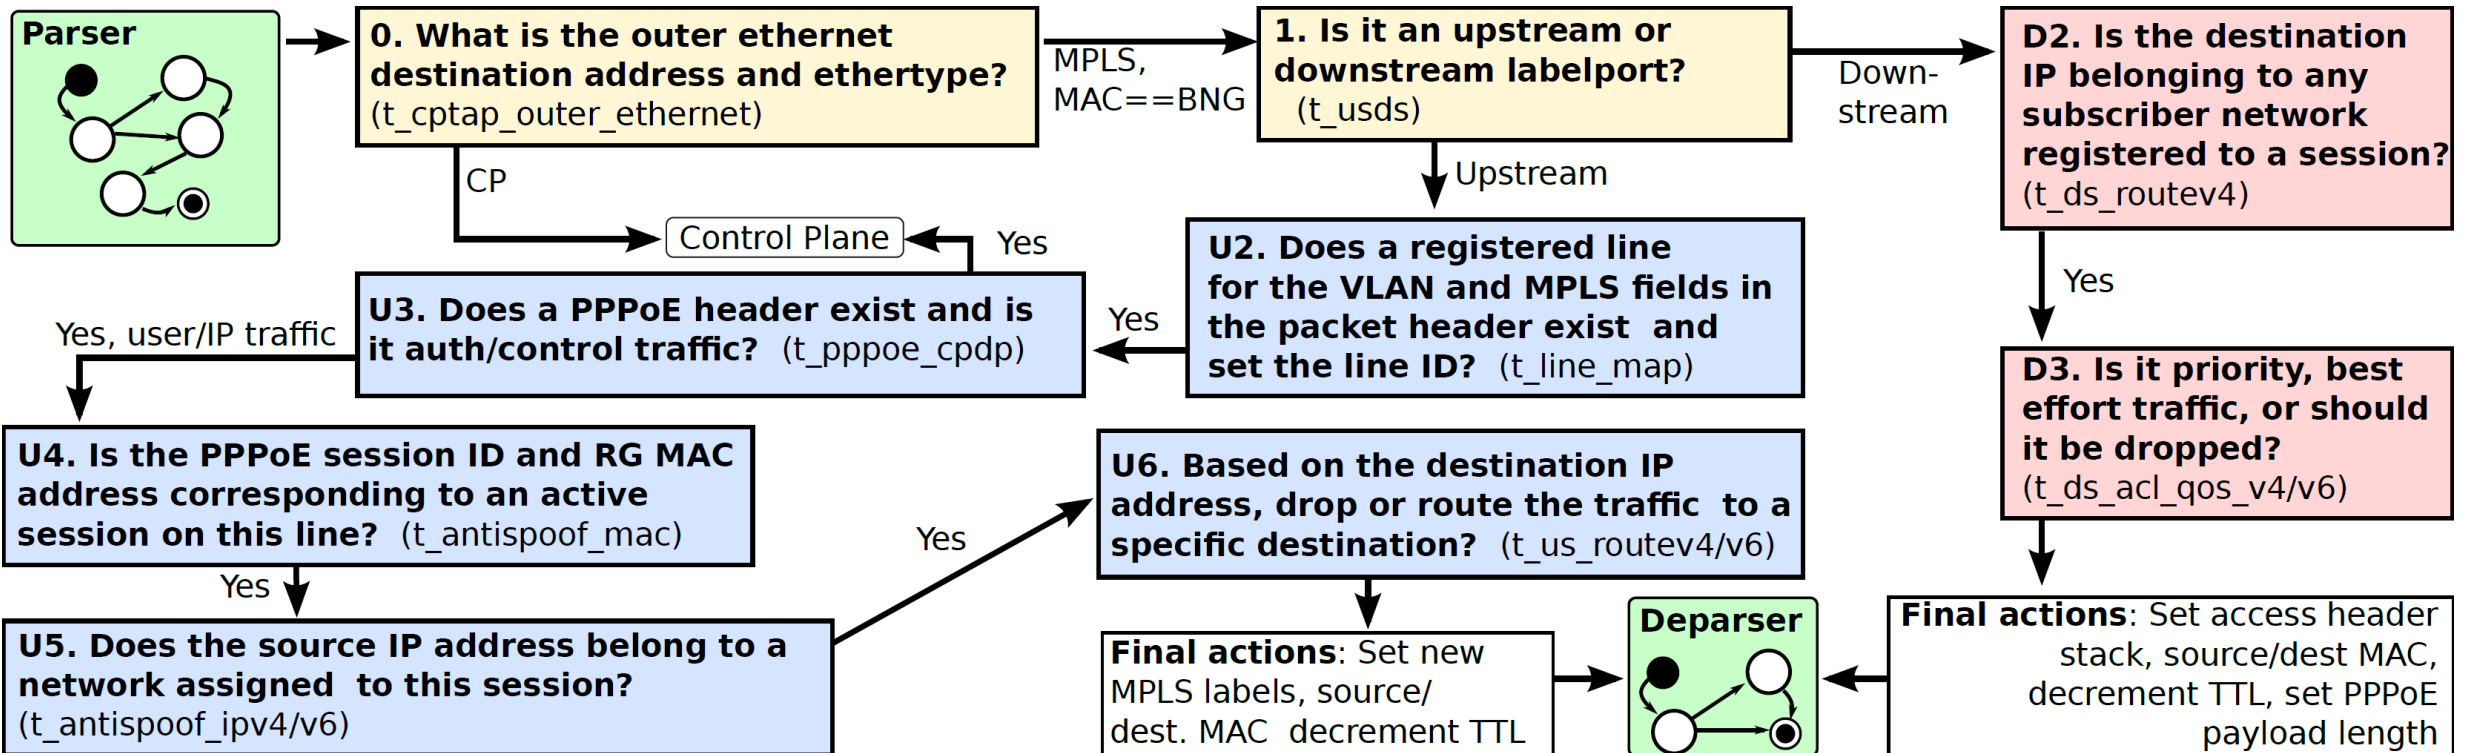 Parser
0. What is the outer ethernet
destination address and ethertype?
(t_cptap_outer_ethernet)
MPLS,
MAC==BNG
1. Is it an upstream or
downstream labelport?
(t_usds)
Down-
stream
D2. Is the destination
IP belonging to any
subscriber network
registered to a session?
(t_ds_routev4)
CP
Control Plane
Yes
Upstream
U2. Does a registered line
for the VLAN and MPLS fields in
the packet header exist and
set the line ID? (t_line_map)
Yes
U3. Does a PPPoE header exist and is
it auth/control traffic? (t_pppoe_cpdp)
Yes, user/IP traffic
Yes
D3. Is it priority, best
effort traffic, or should
it be dropped?
(t_ds_acl_qos_v4/v6)
U4. Is the PPPoE session ID and RG MAC
address corresponding to an active
session on this line? (t_antispoof_mac)
Yes
U5. Does the source IP address belong to a
network assigned to this session?
(t_antispoof_ipv4/v6)
Yes
U6. Based on the destination IP
address, drop or route the traffic to a
specific destination? (t_us_routev4/v6)
Final actions: Set new
MPLS labels, source/
dest. MAC decrement TTL
Deparser
Final actions: Set access header
stack, source/dest MAC,
decrement TTL, set PPPoE
payload length